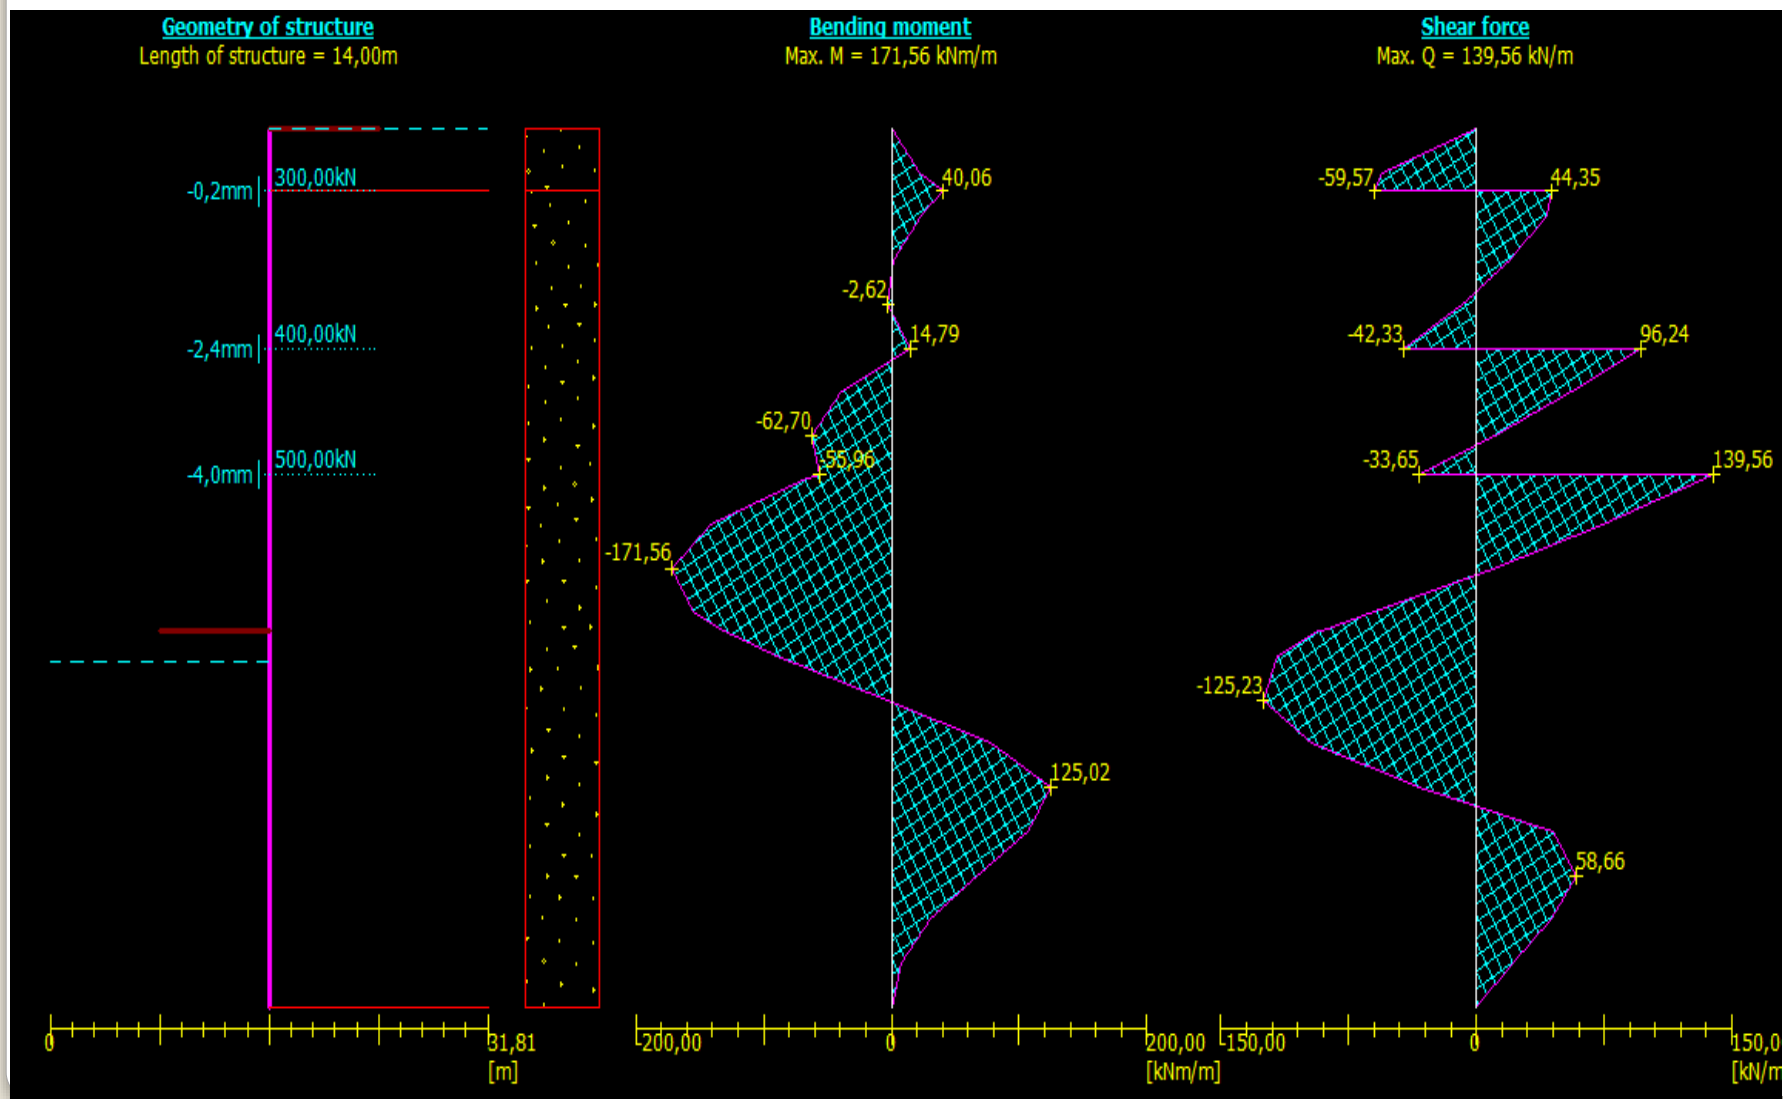 Geometry of structure
Length of structure = 14,00m
Bending moment
Max. M = 171,56 kNm/m
Shear force
Max. Q = 139,56 kN/m
-0,2mm
300,00kN
-2,4mm
400,00kN
-4,0mm
500,00kN
40,06
-2,62
14,79
-62,70
-55,96
-171,56
125,02
-59,57
44,35
-42,33
96,24
-33,65
139,56
-125,23
58,66
0
31,81
[m]
-200,00
0
200,00
[kNm/m]
-150,00
0
150,0
[kN/m